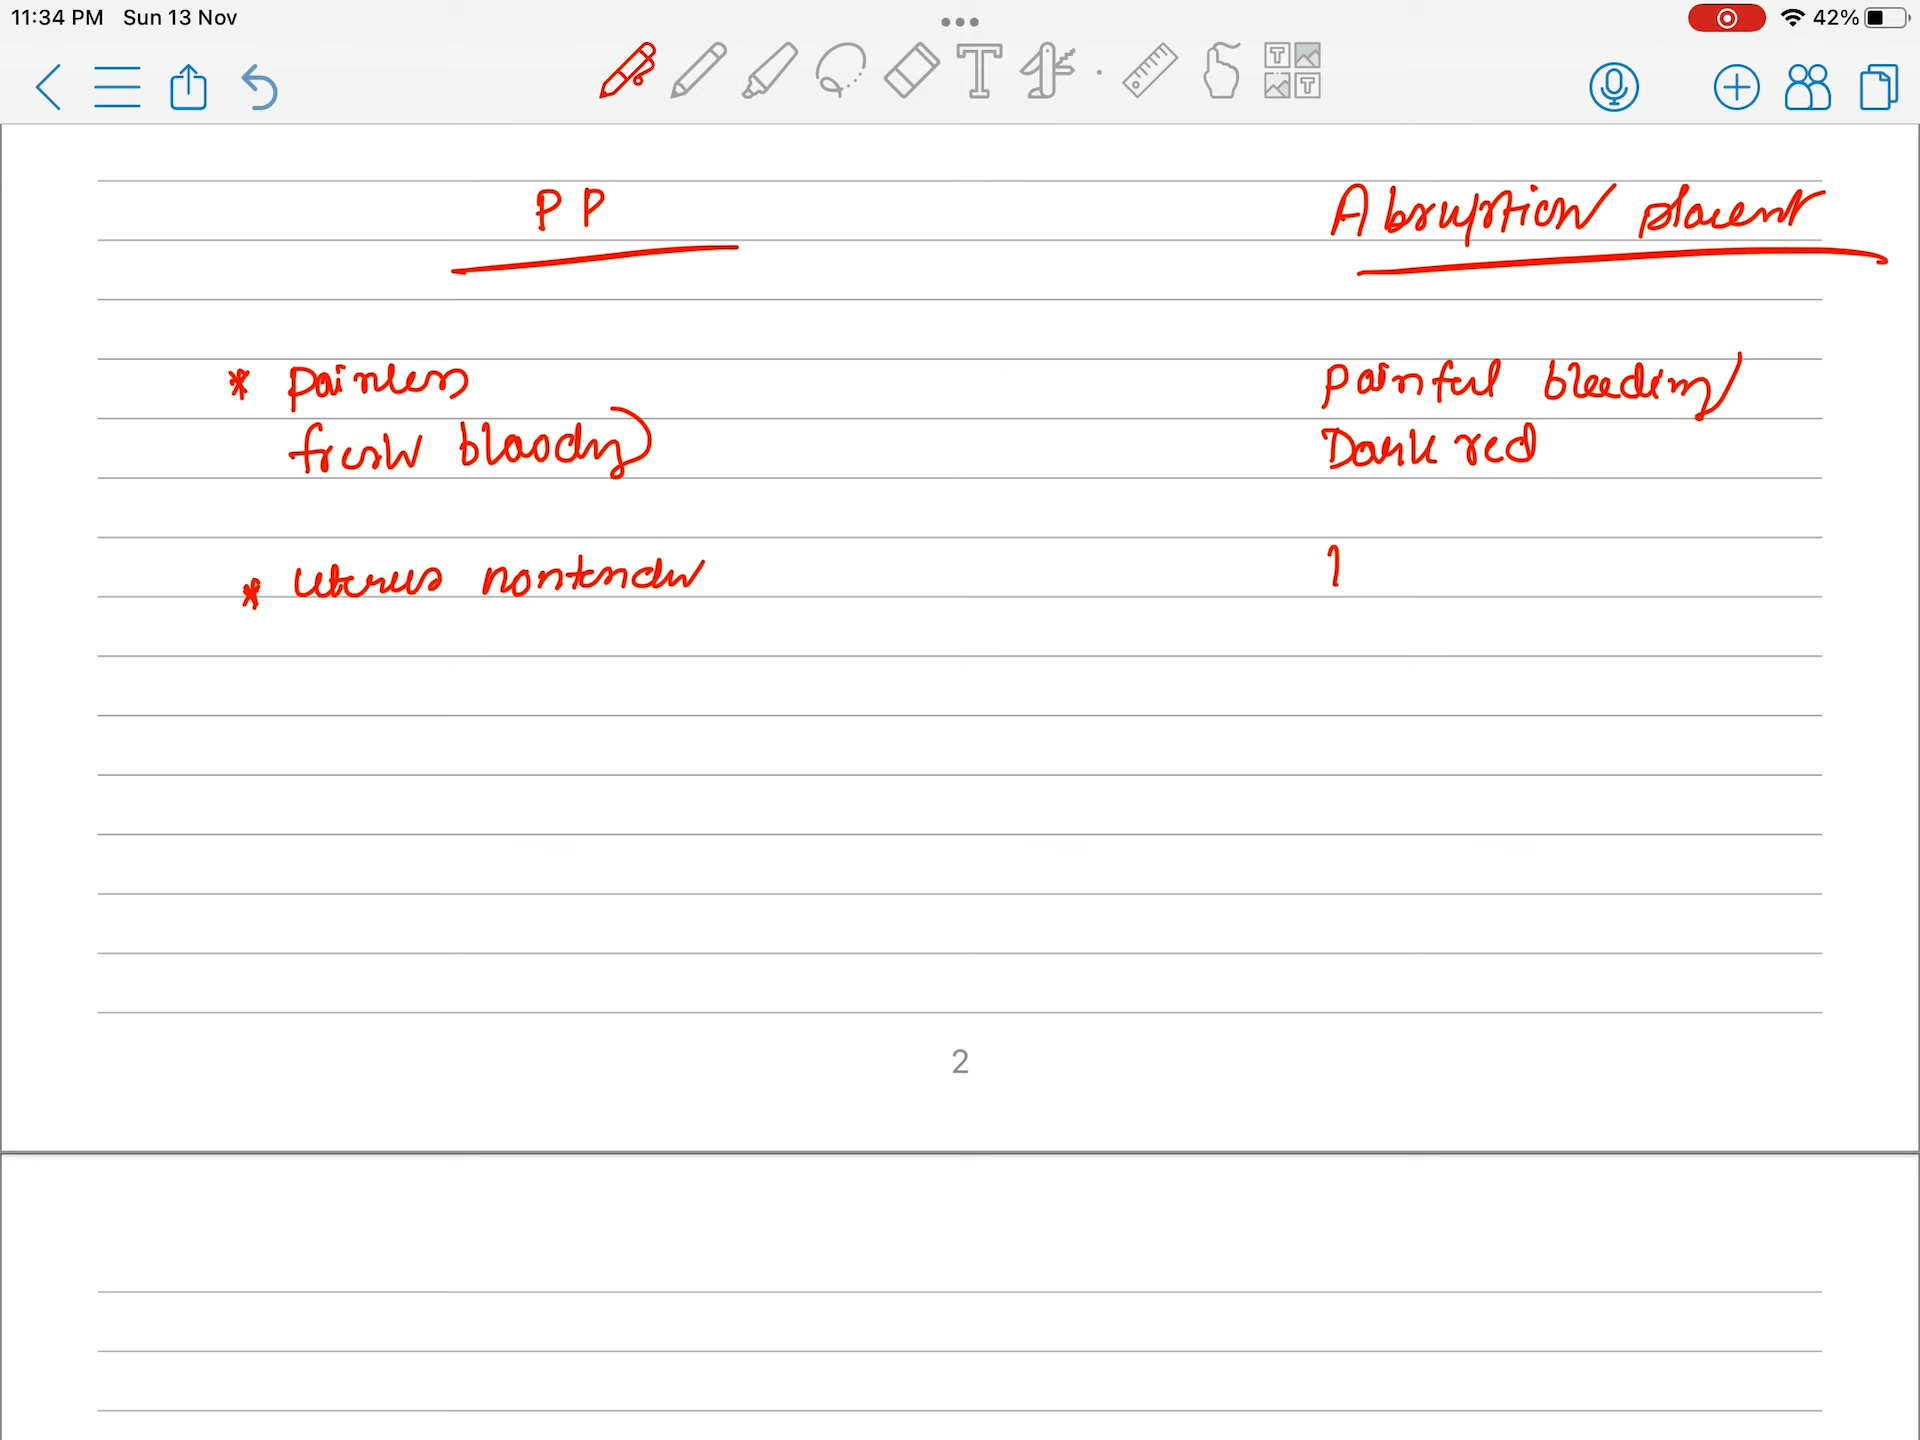 11:34 PM Sun 13 Nov
42%
PP
Abruption placent
* painless
fresh bloody
painful bleeding
Dark red
* uterus nontender
2